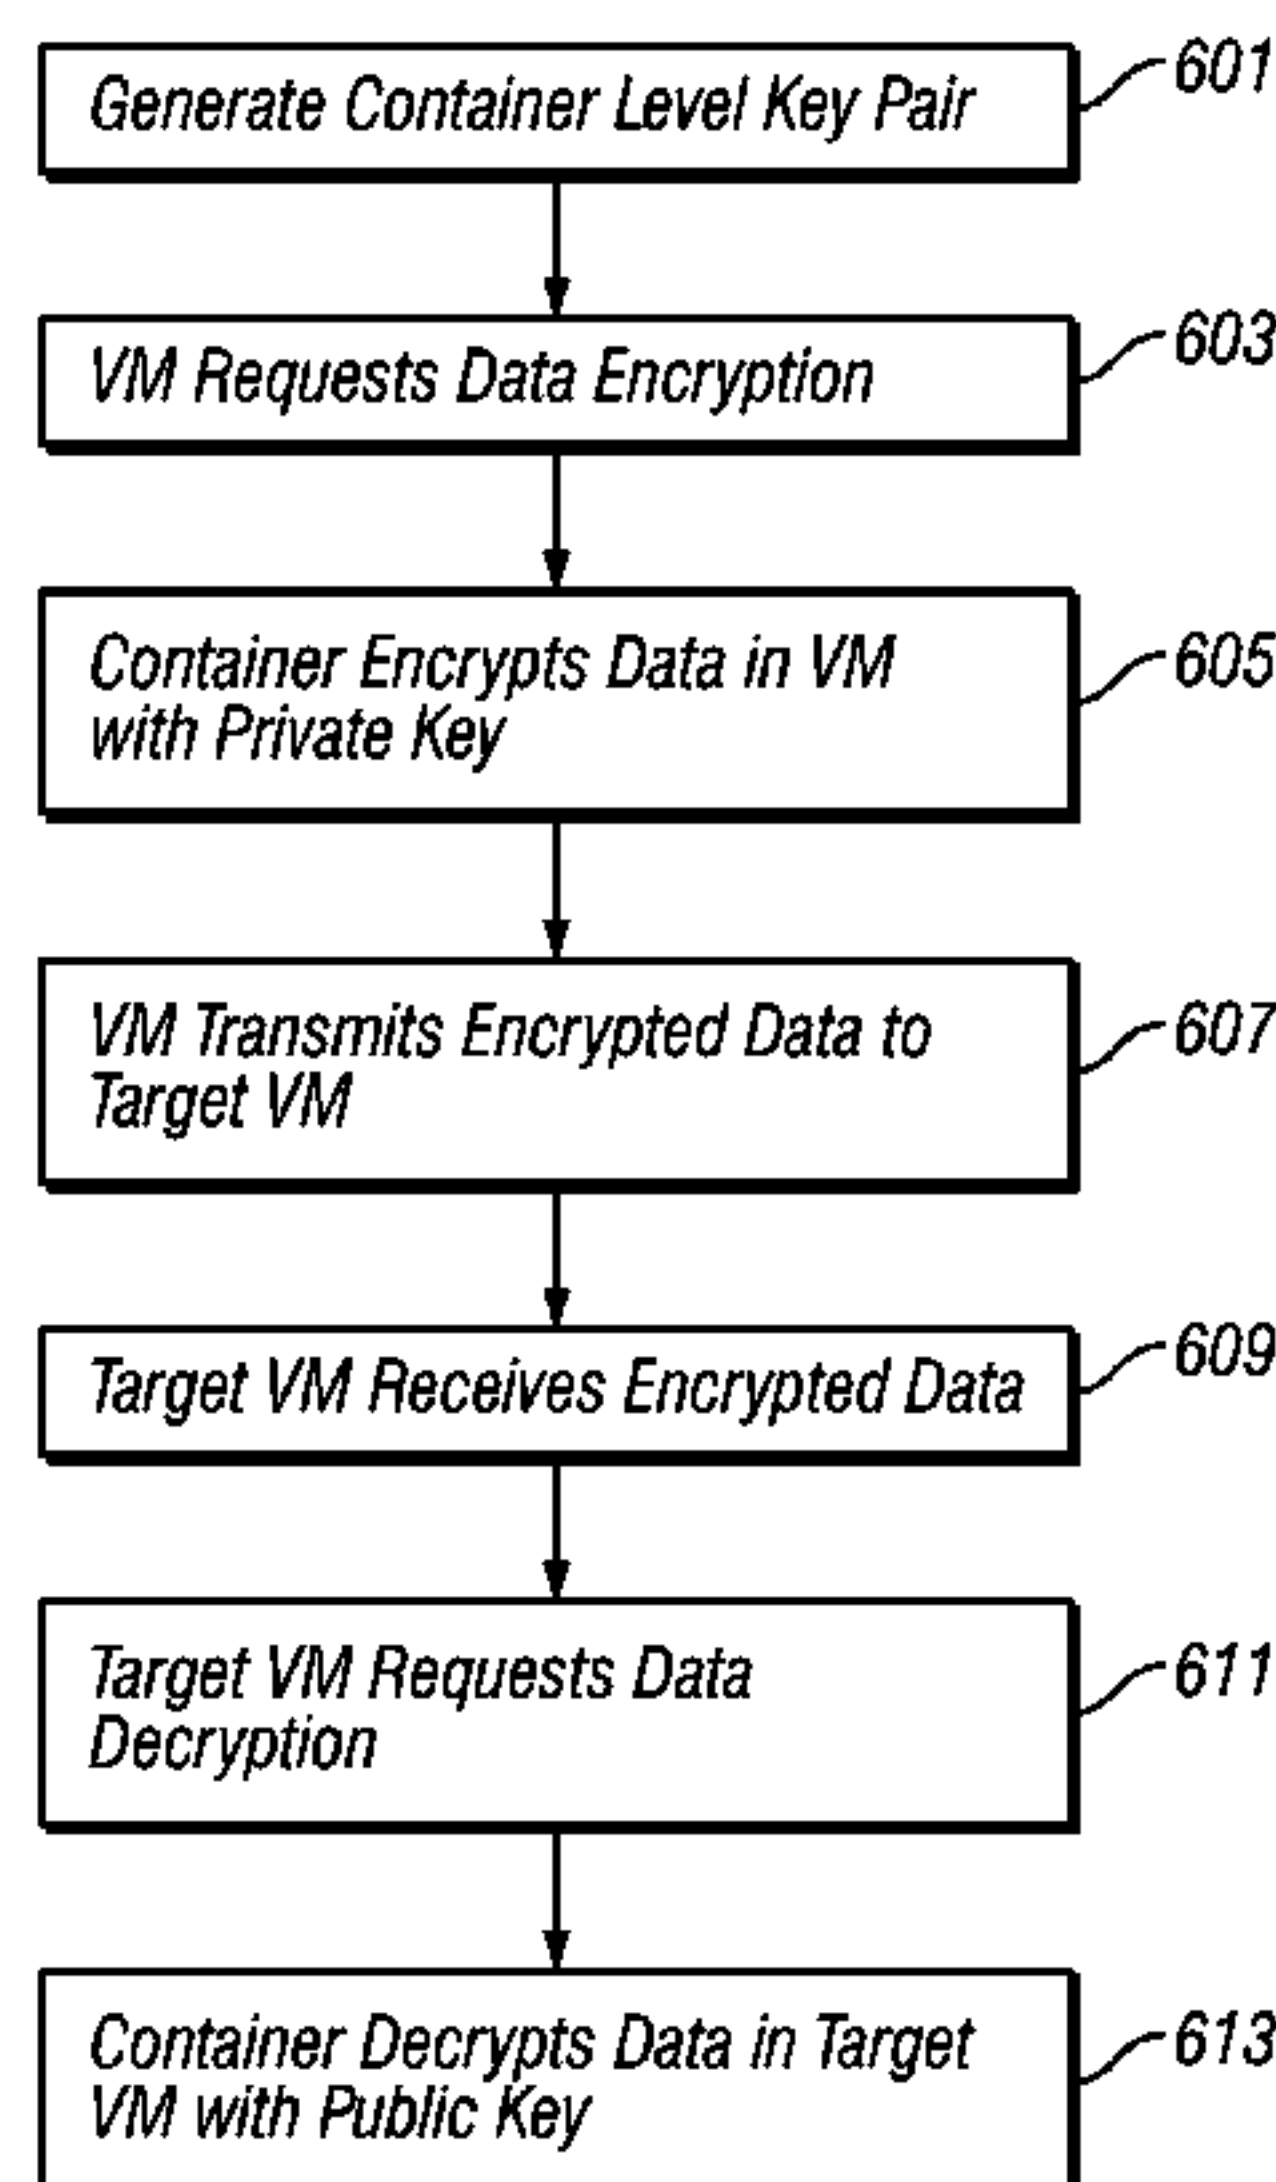 Generate Container Level Key Pair
601
VM Requests Data Encryption
603
Container Encrypts Data in VM
with Private Key
605
VM Transmits Encrypted Data to
Target VM
607
Target VM Receives Encrypted Data
609
Target VM Requests Data
Decryption
611
Container Decrypts Data in Target
VM with Public Key
613